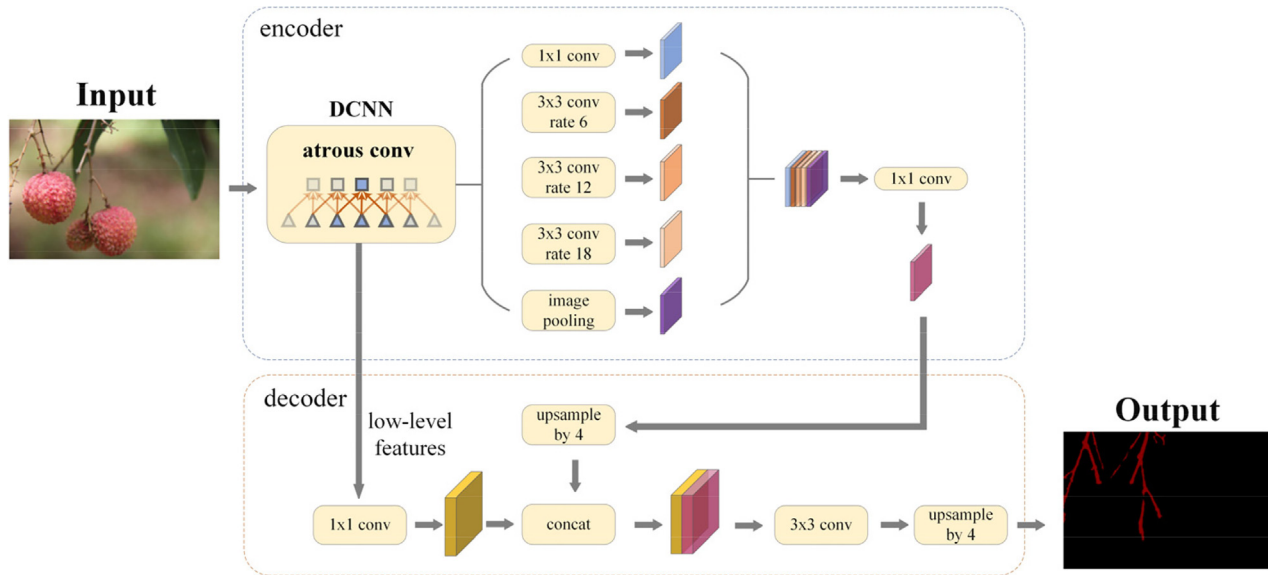 encoder
Input
DCNN
atrous conv
1x1 conv
3x3 conv
rate 6
3x3 conv
rate 12
3x3 conv
rate 18
image
pooling
1x1 conv
decoder
low-level
features
upsample
by 4
Output
1x1 conv
concat
3x3 conv
upsample
by 4